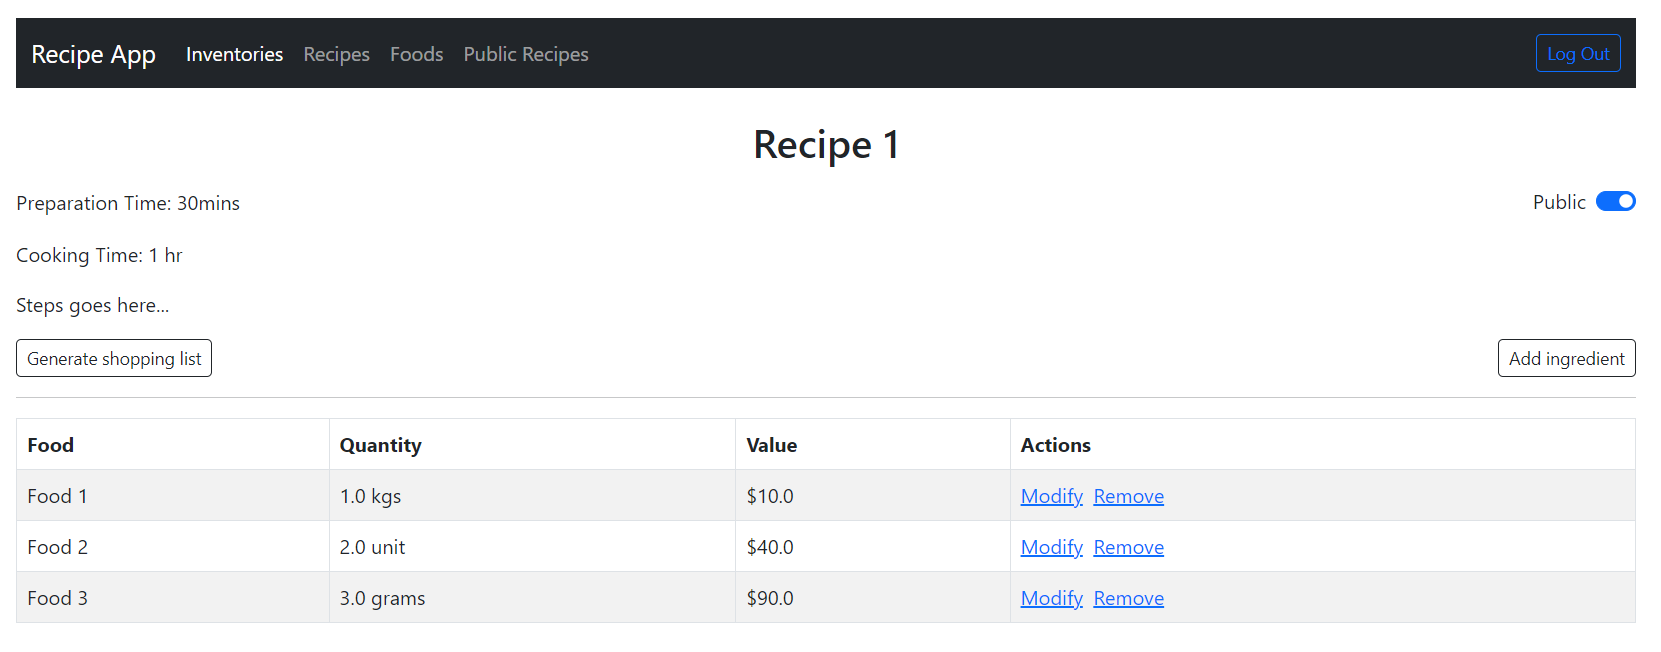 Recipe App Inventories Recipes Foods Public Recipes Log Out
Recipe 1
Preparation Time: 30mins Public
Cooking Time: 1 hr
Steps goes here...
Generate shopping list Add ingredient
Food Quantity Value Actions
Food 1 1.0 kgs $10.0 Modify Remove
Food 2 2.0 unit $40.0 Modify Remove
Food 3 3.0 grams $90.0 Modify Remove